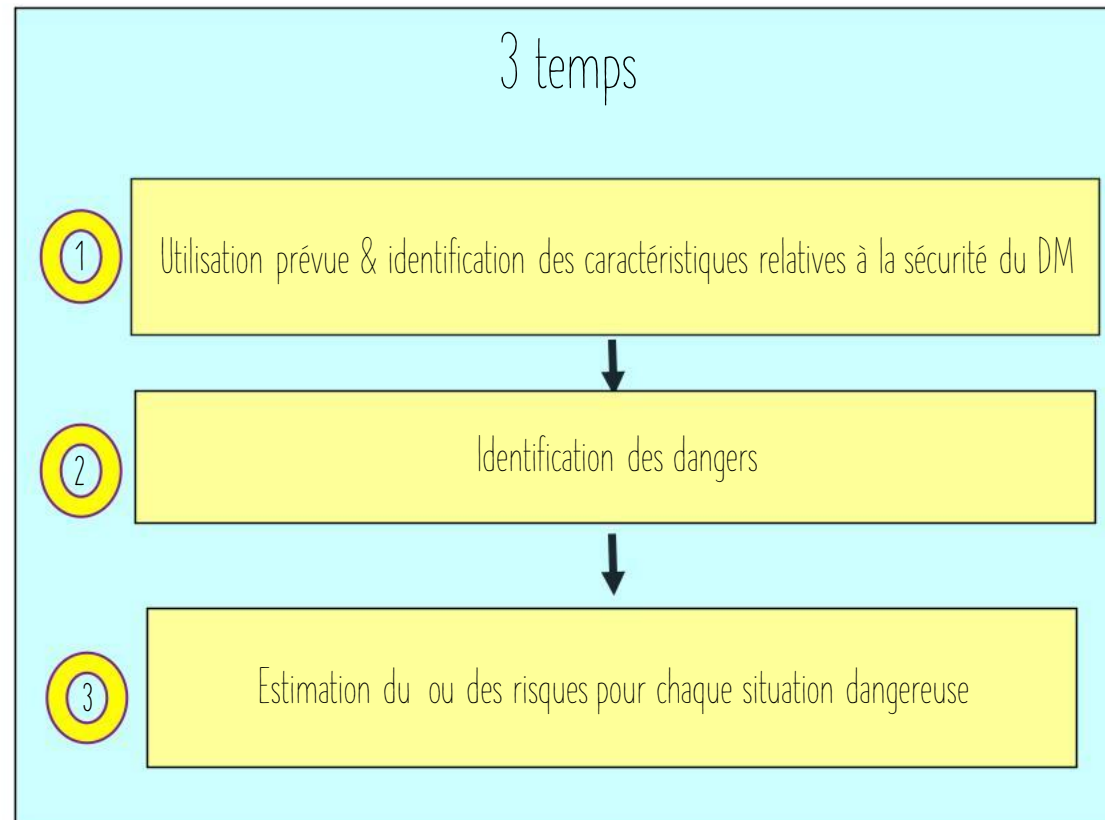 3 temps
1
Utilisation prévue & identification des caractéristiques relatives à la sécurité du DM
2
Identification des dangers
3
Estimation du ou des risques pour chaque situation dangereuse